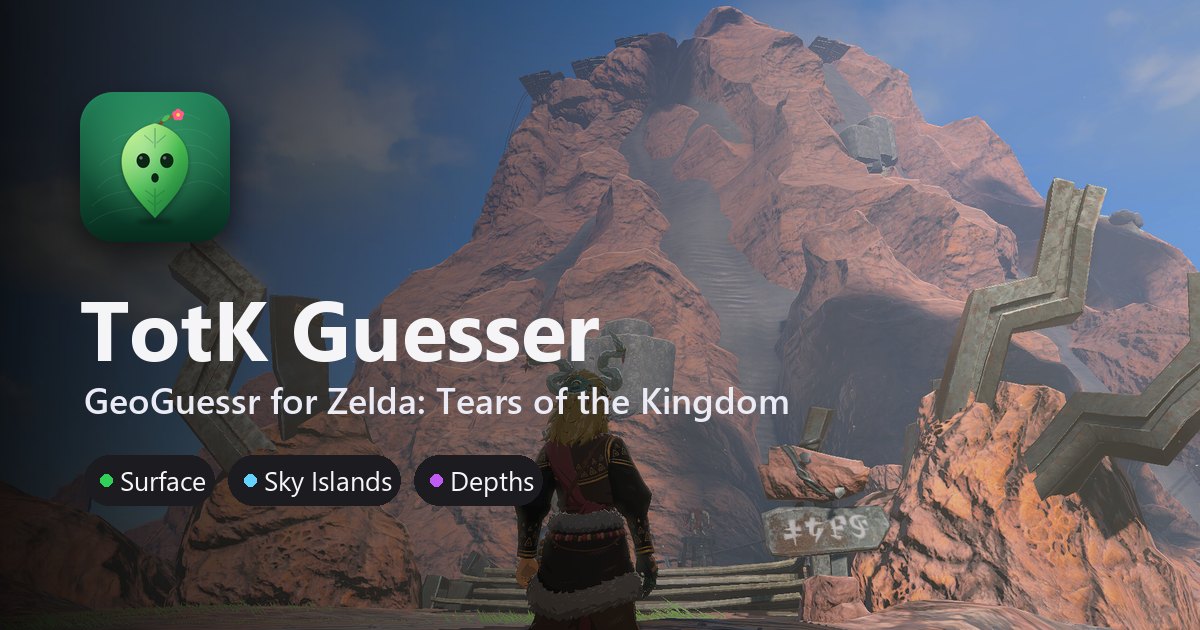 TotK Guesser
GeoGuessr for Zelda: Tears of the Kingdom
Surface
Sky Islands
Depths